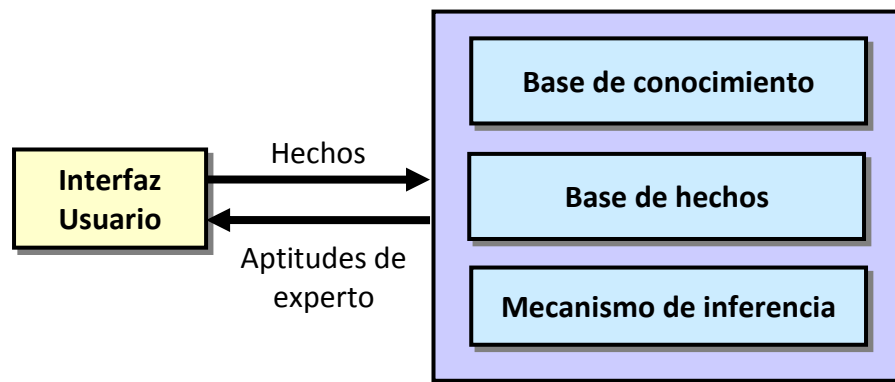 Interfaz
Usuario
Hechos
Aptitudes de
experto
Base de conocimiento
Base de hechos
Mecanismo de inferencia